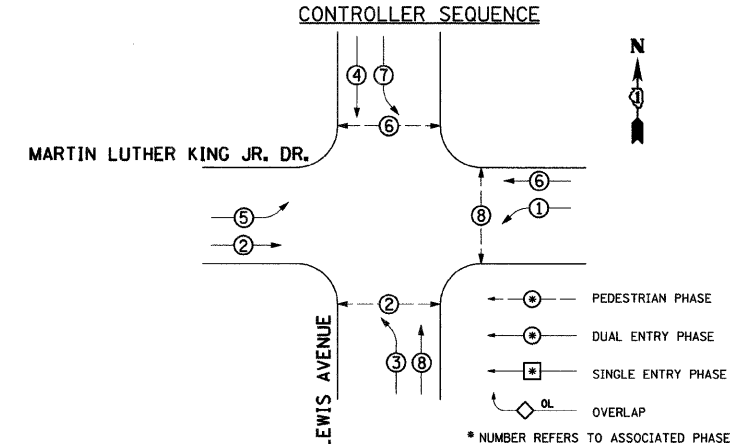 CONTROLLER SEQUENCE
N
1
4
7
6
MARTIN LUTHER KING JR. DR.
6
5
8
1
2
2
3
8
LEWIS AVENUE
* PEDESTRIAN PHASE
* DUAL ENTRY PHASE
* SINGLE ENTRY PHASE
OL OVERLAP
* NUMBER REFERS TO ASSOCIATED PHASE